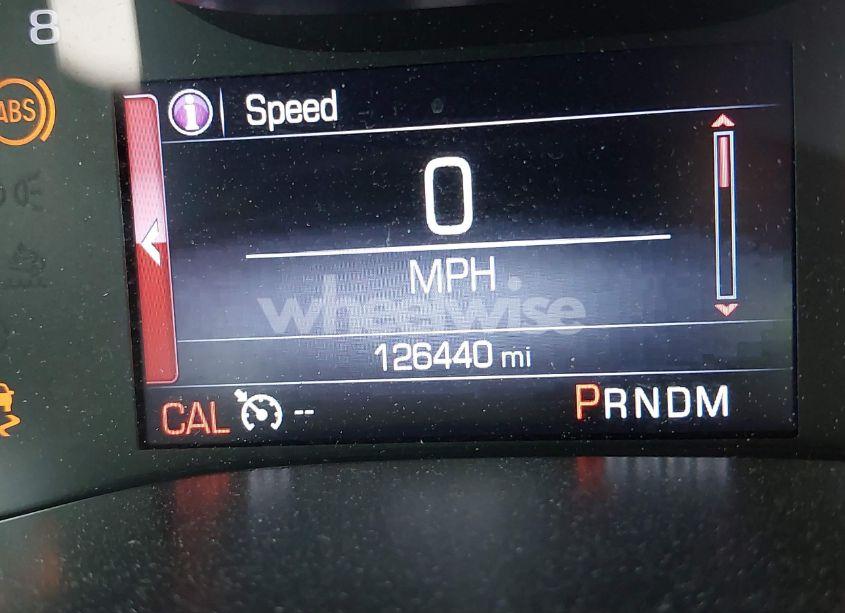 8
ABS
i Speed
0
MPH
wheelwise
126440 mi
CAL -- PRNDM